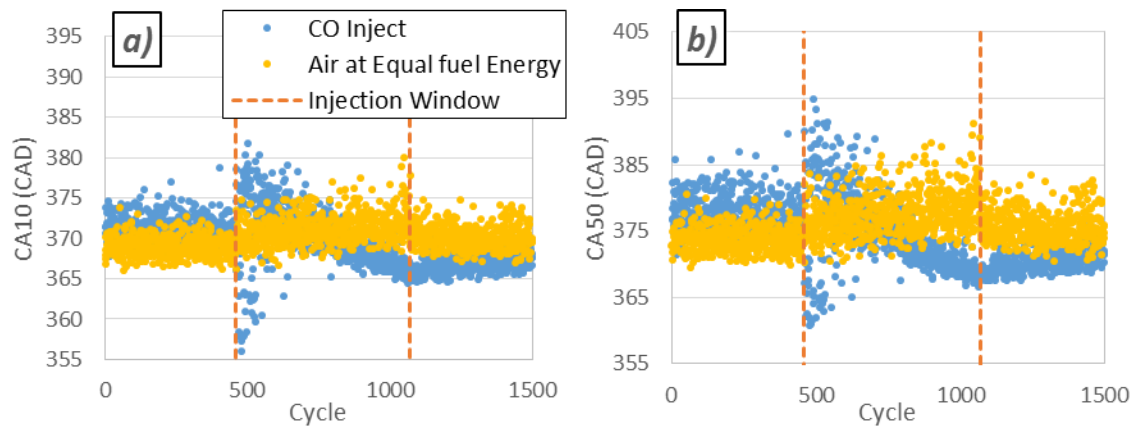 a)
CO Inject
Air at Equal fuel Energy
Injection Window
CA10 (CAD)
395
390
385
380
375
370
365
360
355
0
500
1000
1500
Cycle
b)
CA50 (CAD)
405
395
385
375
365
355
0
500
1000
1500
Cycle